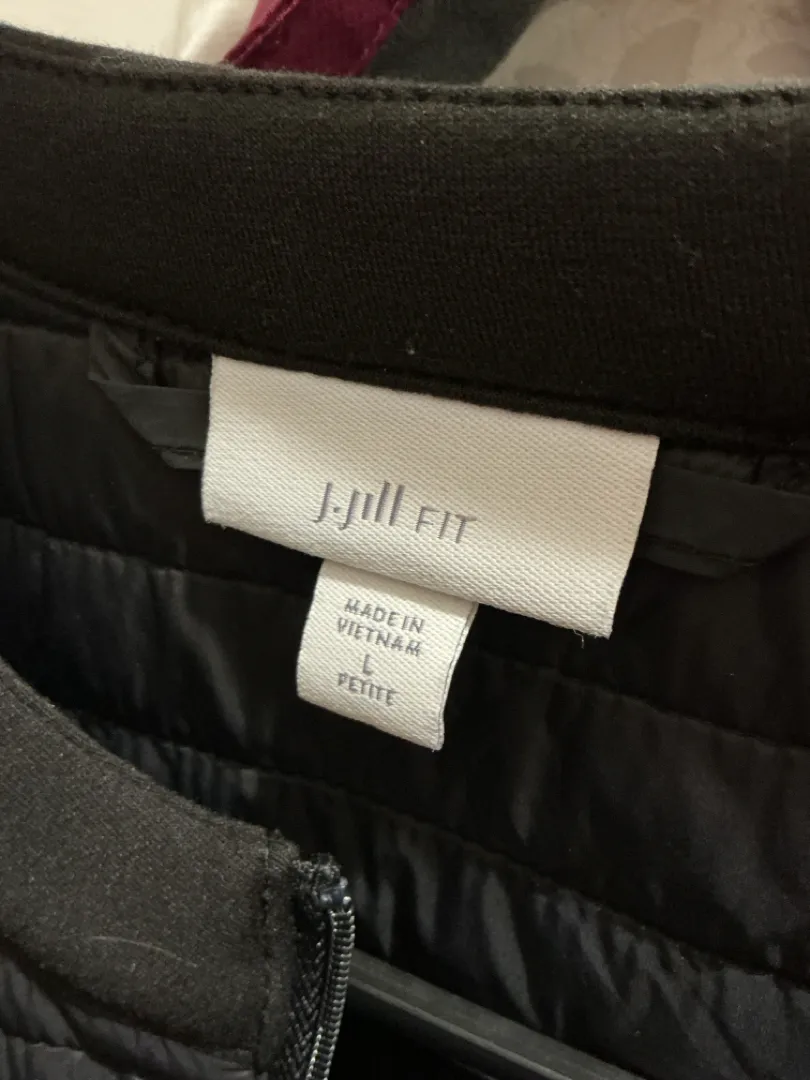 J.Jill FIT
MADE IN
VIETNAM
L
PETITE